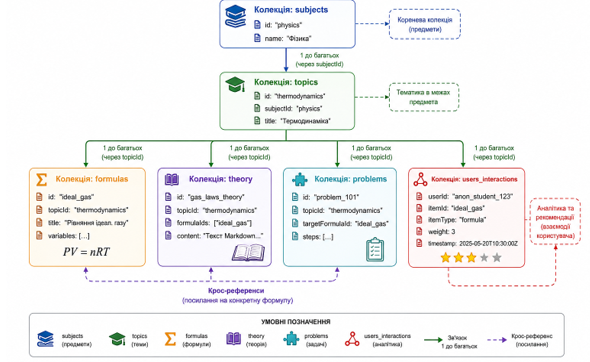 Колекція: subjects
id: "physics"
name: "Фізика"
Коренева колекція
(предмети)
1 до багатьох
(через subjectId)
Колекція: topics
id: "thermodynamics"
subjectId: "physics"
title: "Термодинаміка"
Тематика в межах
предмета
1 до багатьох
(через topicId)
1 до багатьох
(через topicId)
1 до багатьох
(через topicId)
1 до багатьох
(через topicId)
Колекція: formulas
id: "ideal_gas"
topicId: "thermodynamics"
title: "Рівняння ідеал. газу"
variables: [...]
PV = nRT
Колекція: theory
id: "gas_laws_theory"
topicId: "thermodynamics"
formulaIds: ["ideal_gas"]
content: "Текст Markdown..."
Колекція: problems
id: "problem_101"
topicId: "thermodynamics"
targetFormulaId: "ideal_gas"
steps: [...]
Колекція: users_interactions
userId: "anon_student_123"
itemId: "ideal_gas"
itemType: "formula"
weight: 3
timestamp: 2025-05-20T10:30:00Z
Аналітика та
рекомендації
(взаємодії
користувача)
Крос-референси
(посилання на конкретну формулу)
УМОВНІ ПОЗНАЧЕННЯ
subjects
(предмети)
topics
(теми)
formulas
(формули)
theory
(теорія)
problems
(задачі)
users_interactions
(аналітика)
Зв'язок
1 до багатьох
Крос-референс
(посилання)